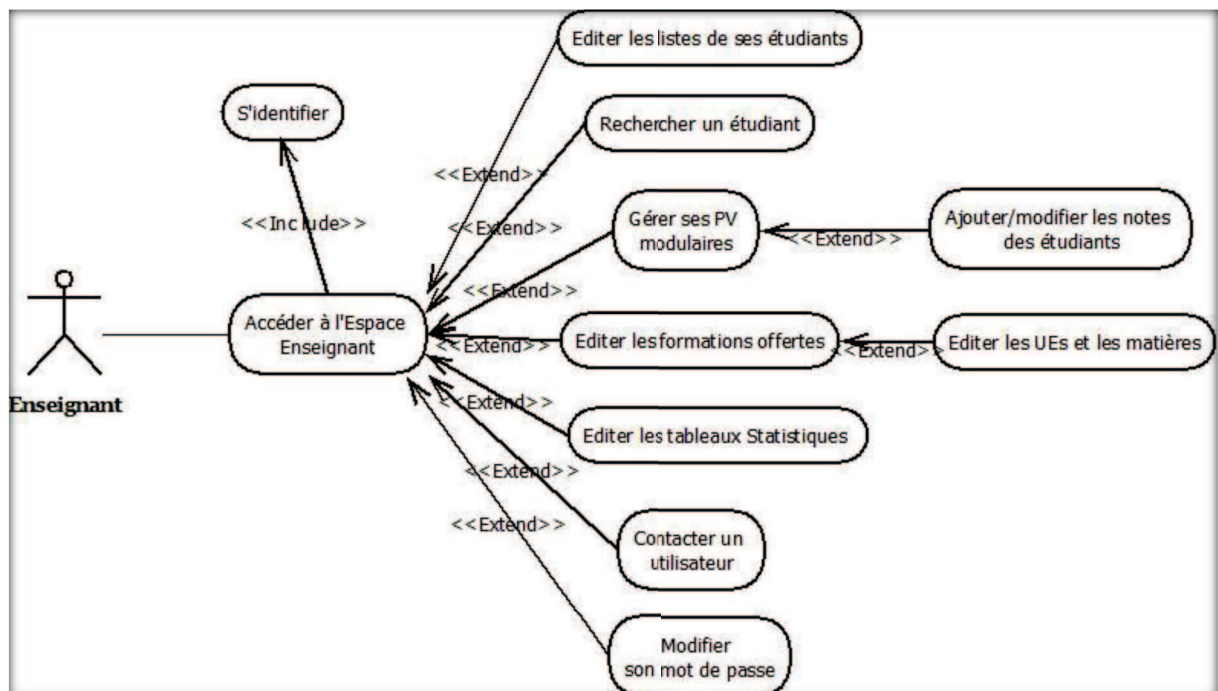 Editer les listes de ses étudiants
S'identifier
Rechercher un étudiant
<<Extend>>
<<Include>>
<<Extend>>
Gérer ses PV
modulaires
<<Extend>>
Ajouter/modifier les notes
des étudiants
<<Extend>>
Accéder à l'Espace
Enseignant
<<Extend>>
Editer les formations offertes
<<Extend>>
Editer les UEs et les matières
Enseignant
<<Extend>>
Editer les tableaux Statistiques
<<Extend>>
<<Extend>>
Contacter un
utilisateur
Modifier
son mot de passe